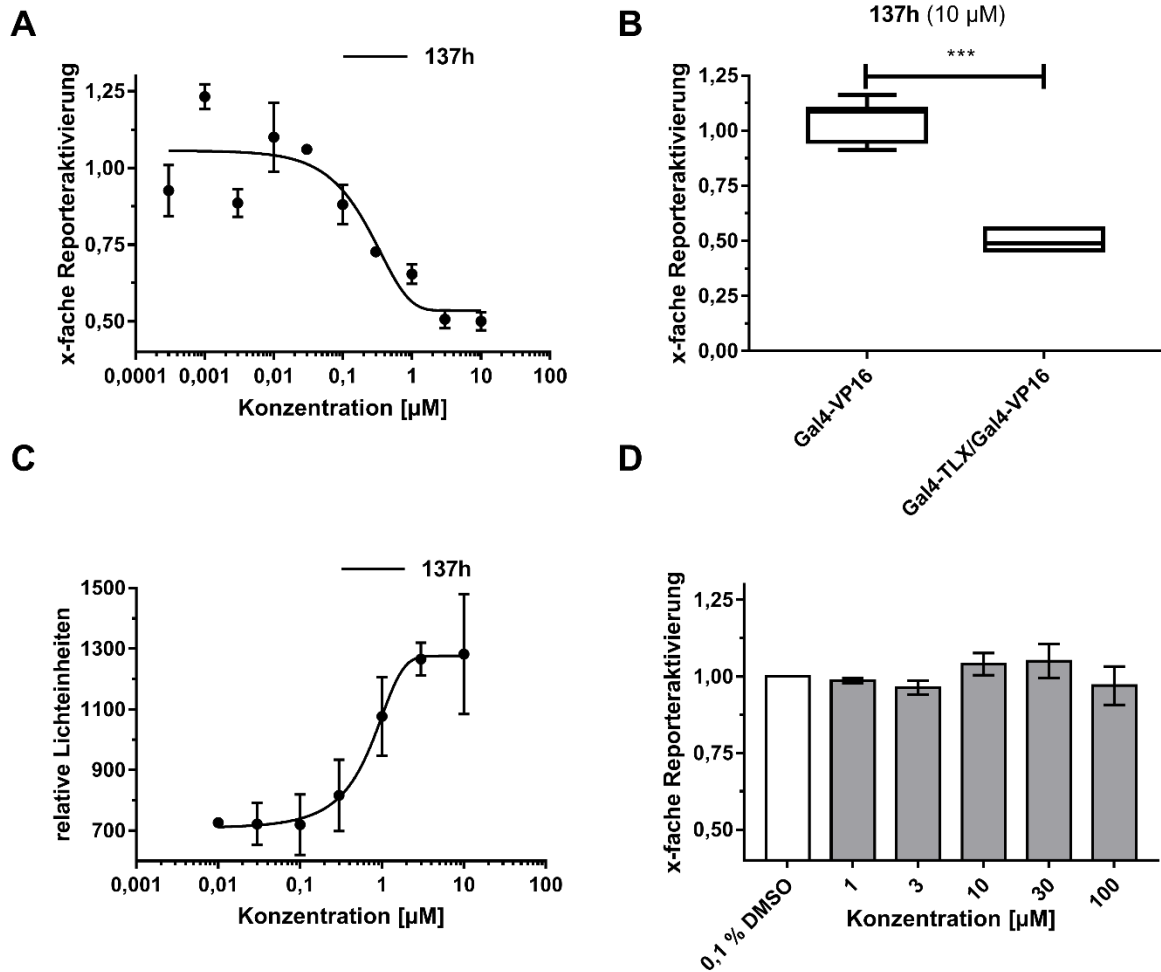 A
137h
x-fache Reporteraktivierung
1,25
1,00
0,75
0,50
0,0001 0,001 0,01 0,1 1 10 100
Konzentration [µM]
B
137h (10 µM)
***
x-fache Reporteraktivierung
1,25
1,00
0,75
0,50
0,25
0,00
Gal4-VP16
Gal4-TLX/Gal4-VP16
C
137h
relative Lichteinheiten
1500
1300
1100
900
700
0,001 0,01 0,1 1 10 100
Konzentration [µM]
D
x-fache Reporteraktivierung
1,25
1,00
0,75
0,50
0,1 % DMSO 1 3 10 30 100
Konzentration [µM]